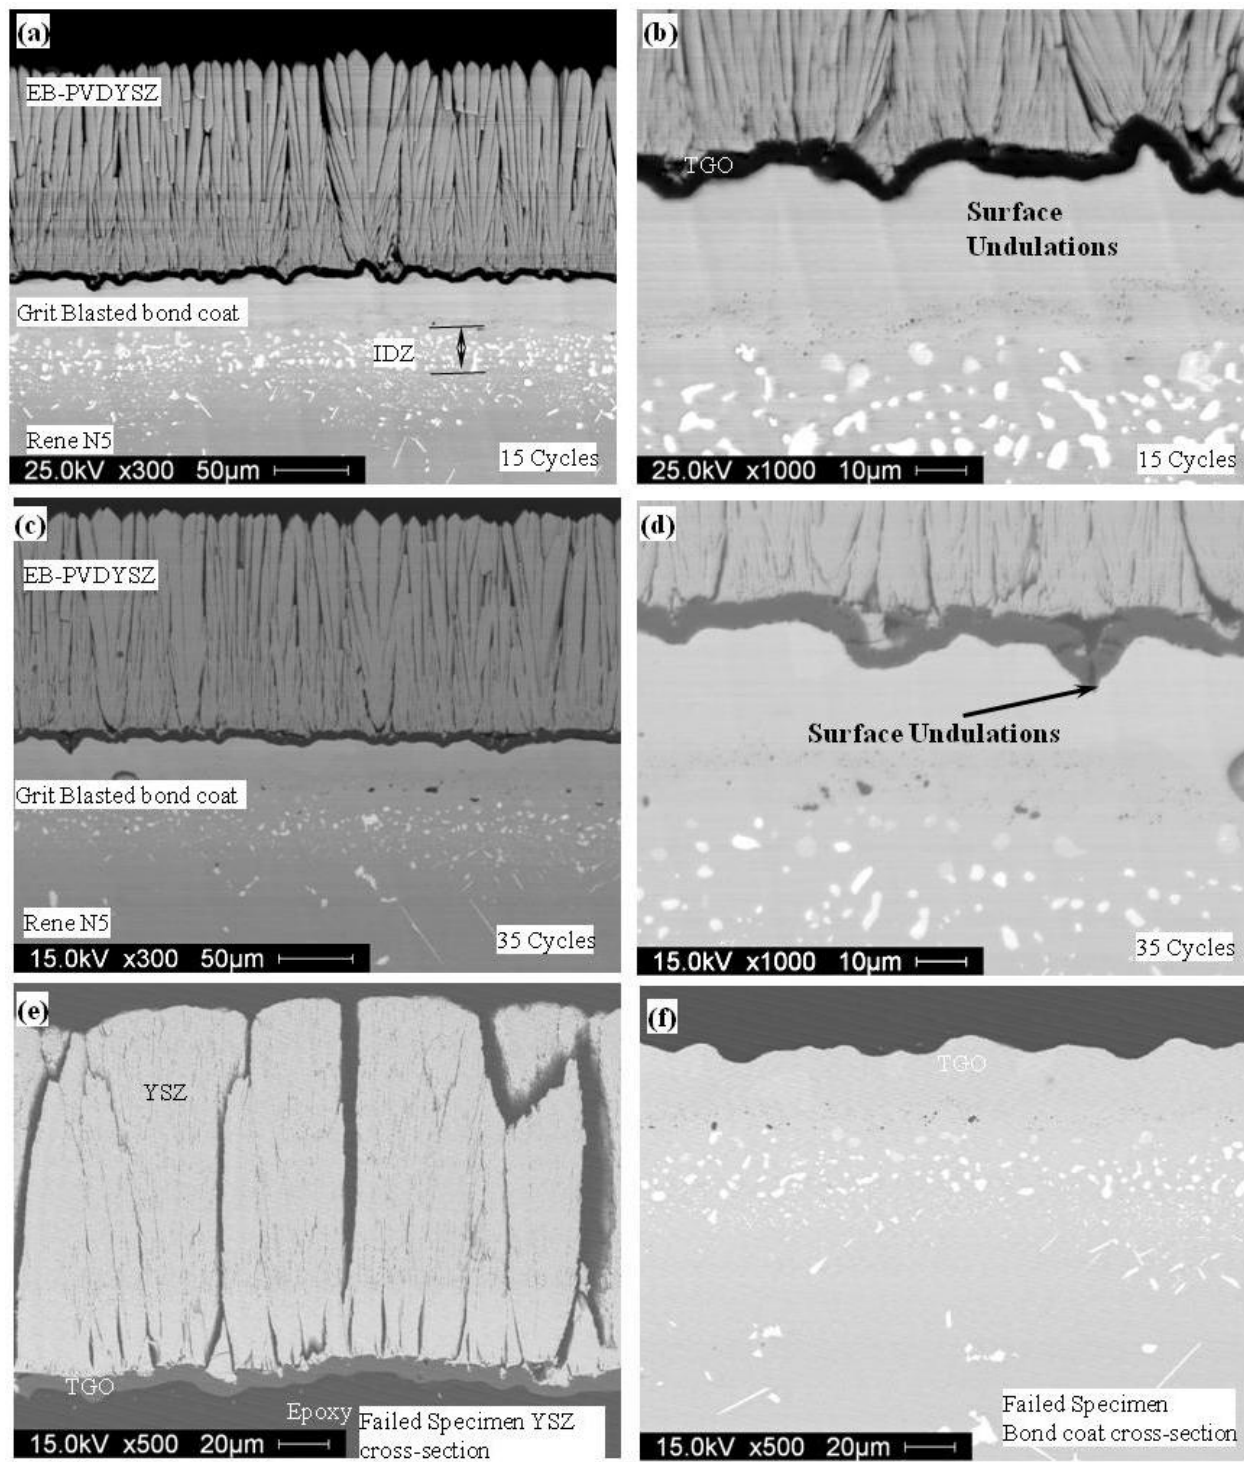 (a)
EB-PVDYSZ
Grit Blasted bond coat
IDZ
Rene N5
15 Cycles
25.0kV x300 50µm
(b)
TGO
Surface
Undulations
15 Cycles
25.0kV x1000 10µm
(c)
EB-PVDYSZ
Grit Blasted bond coat
Rene N5
35 Cycles
15.0kV x300 50µm
(d)
Surface Undulations
35 Cycles
15.0kV x1000 10µm
(e)
YSZ
TGO
Epoxy
Failed Specimen YSZ
cross-section
15.0kV x500 20µm
(f)
TGO
Failed Specimen
Bond coat cross-section
15.0kV x500 20µm